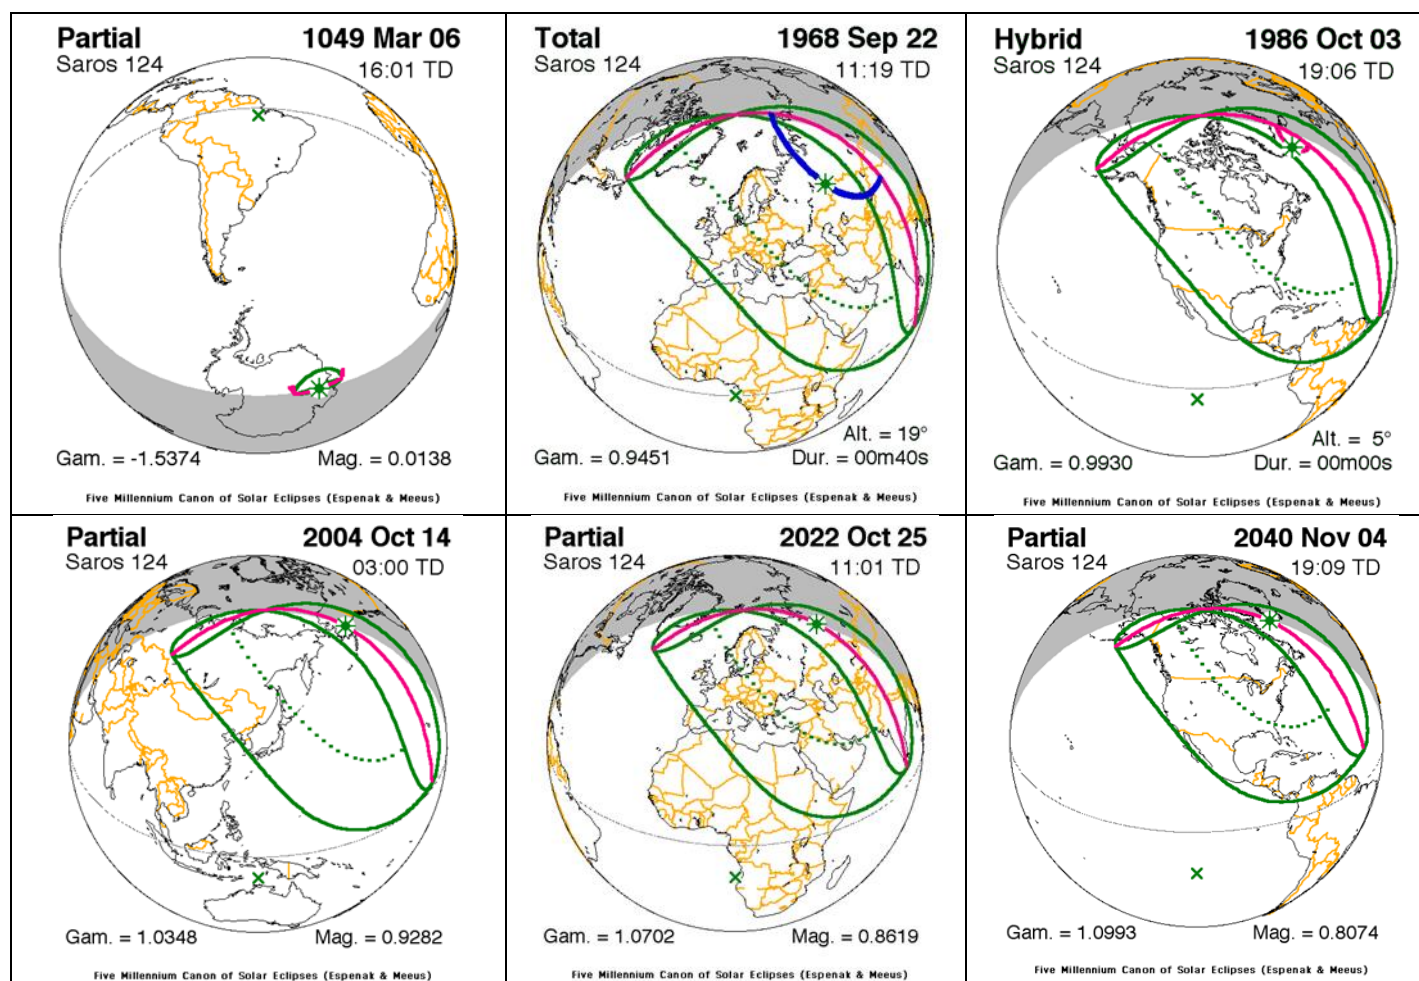 Partial 1049 Mar 06
Saros 124 16:01 TD
Gam. = -1.5374 Mag. = 0.0138
Five Millennium Canon of Solar Eclipses (Espenak & Meeus)
Total 1968 Sep 22
Saros 124 11:19 TD
Alt. = 19°
Gam. = 0.9451 Dur. = 00m40s
Five Millennium Canon of Solar Eclipses (Espenak & Meeus)
Hybrid 1986 Oct 03
Saros 124 19:06 TD
Alt. = 5°
Gam. = 0.9930 Dur. = 00m00s
Five Millennium Canon of Solar Eclipses (Espenak & Meeus)
Partial 2004 Oct 14
Saros 124 03:00 TD
Gam. = 1.0348 Mag. = 0.9282
Five Millennium Canon of Solar Eclipses (Espenak & Meeus)
Partial 2022 Oct 25
Saros 124 11:01 TD
Gam. = 1.0702 Mag. = 0.8619
Five Millennium Canon of Solar Eclipses (Espenak & Meeus)
Partial 2040 Nov 04
Saros 124 19:09 TD
Gam. = 1.0993 Mag. = 0.8074
Five Millennium Canon of Solar Eclipses (Espenak & Meeus)